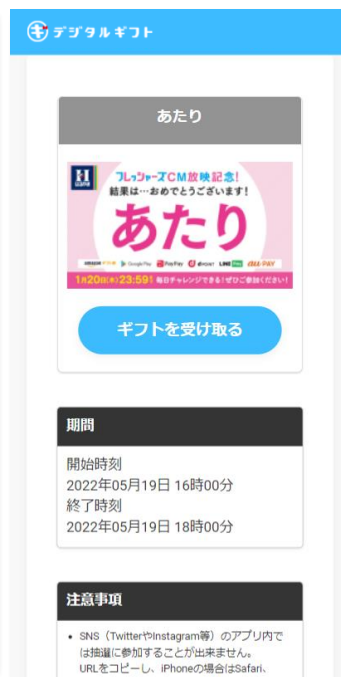 デジタルギフト
あたり
H
フレッシャーズCM放映記念!
結果は…おめでとうございます!
あたり
Google Play PayPay d POINT LINE Pay au PAY
1月20日(木)23:59! 毎日チャレンジできる!ぜひご参加ください!
ギフトを受け取る
期間
開始時刻
2022年05月19日 16時00分
終了時刻
2022年05月19日 18時00分
注意事項
• SNS（TwitterやInstagram等）のアプリ内で
は抽選に参加することが出来ません。
URLをコピーし、iPhoneの場合はSafari、